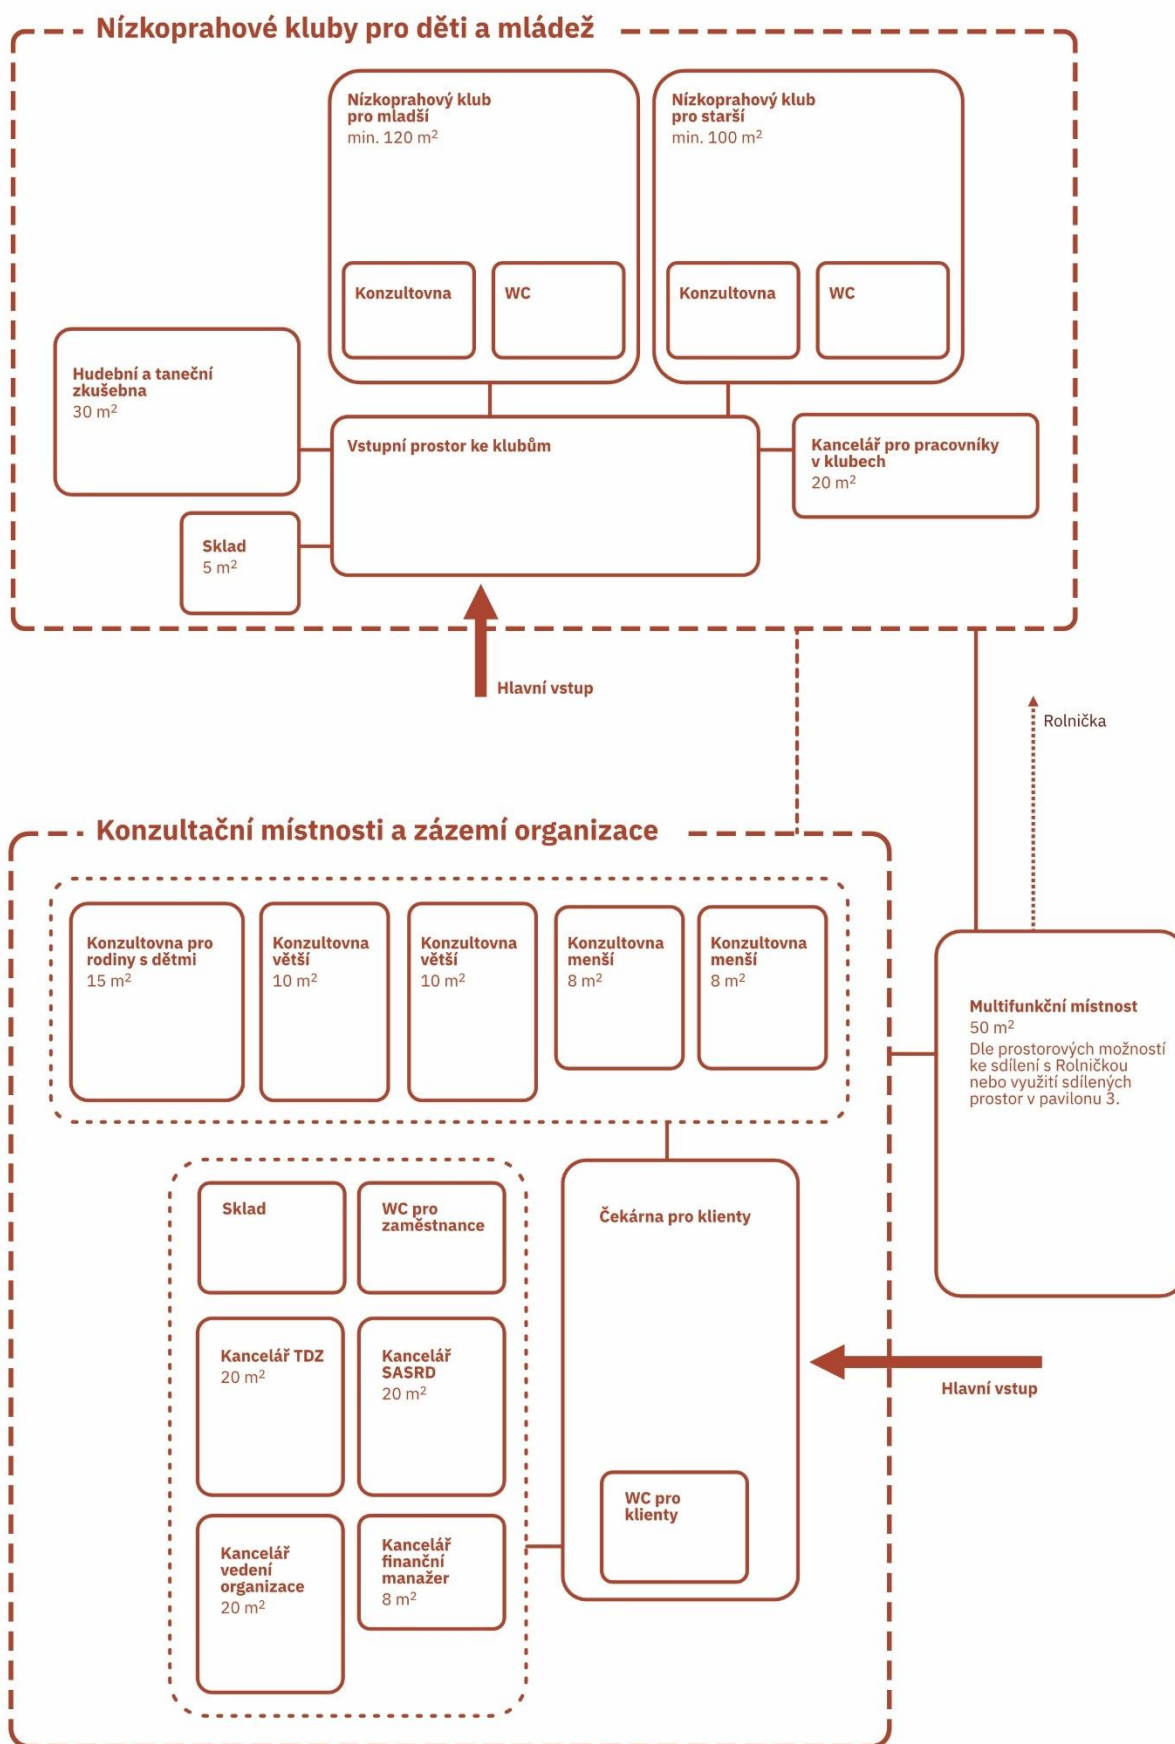 Nízkoprahové kluby pro děti a mládež
Nízkoprahový klub
pro mladší
min. 120 m²
Nízkoprahový klub
pro starší
min. 100 m²
Konzultovna
WC
Konzultovna
WC
Hudební a taneční
zkušebna
30 m²
Vstupní prostor ke klubům
Kancelář pro pracovníky
v klubech
20 m²
Sklad
5 m²
Hlavní vstup
Rolnička
Konzultační místnosti a zázemí organizace
Konzultovna pro
rodiny s dětmi
15 m²
Konzultovna
větší
10 m²
Konzultovna
větší
10 m²
Konzultovna
menší
8 m²
Konzultovna
menší
8 m²
Multifunkční místnost
50 m²
Dle prostorových možností
ke sdílení s Rolničkou
nebo využití sdílených
prostor v pavilonu 3.
Sklad
WC pro
zaměstnance
Čekárna pro klienty
Kancelář TDZ
20 m²
Kancelář
SASRD
20 m²
Hlavní vstup
WC pro
klienty
Kancelář
vedení
organizace
20 m²
Kancelář
finanční
manažer
8 m²